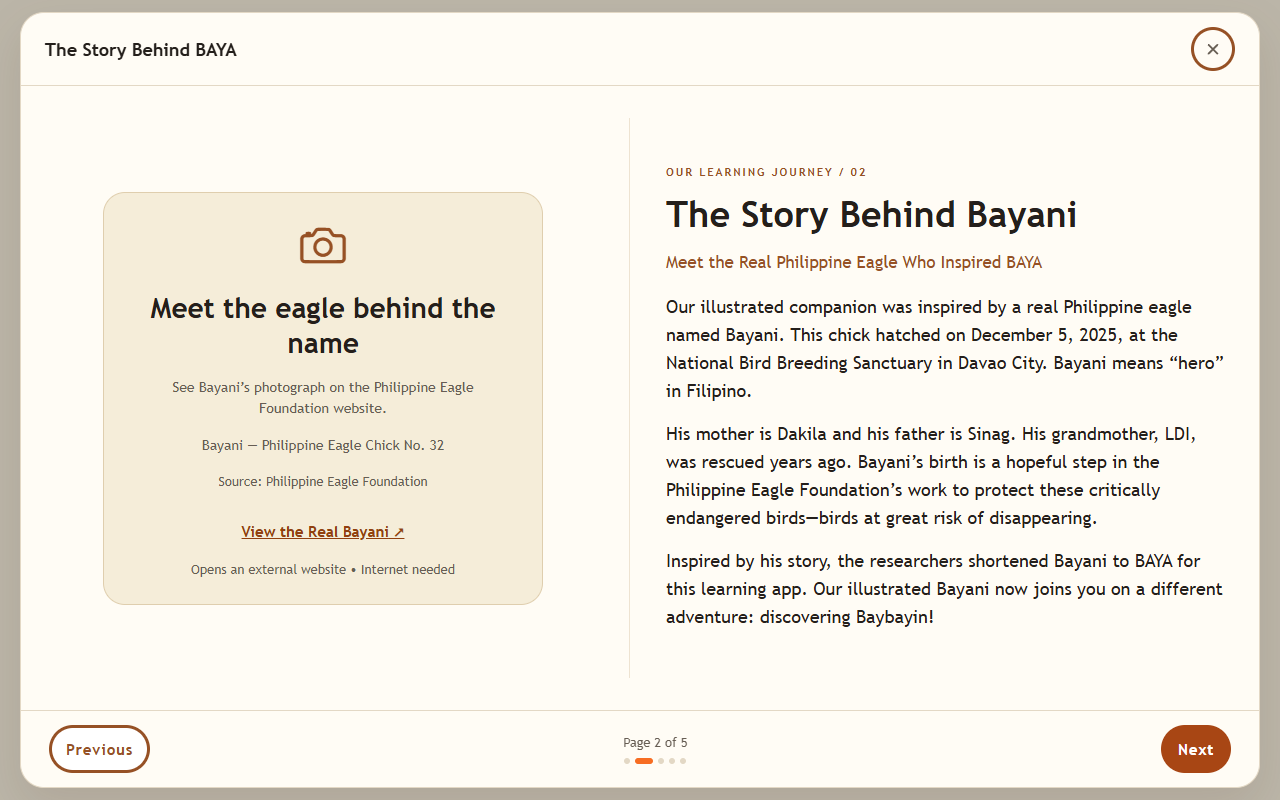 The Story Behind BAYA
Meet the eagle behind the
name
See Bayani’s photograph on the Philippine Eagle
Foundation website.
Bayani — Philippine Eagle Chick No. 32
Source: Philippine Eagle Foundation
View the Real Bayani ↗
Opens an external website • Internet needed
OUR LEARNING JOURNEY / 02
The Story Behind Bayani
Meet the Real Philippine Eagle Who Inspired BAYA
Our illustrated companion was inspired by a real Philippine eagle
named Bayani. This chick hatched on December 5, 2025, at the
National Bird Breeding Sanctuary in Davao City. Bayani means “hero”
in Filipino.
His mother is Dakila and his father is Sinag. His grandmother, LDI,
was rescued years ago. Bayani’s birth is a hopeful step in the
Philippine Eagle Foundation’s work to protect these critically
endangered birds—birds at great risk of disappearing.
Inspired by his story, the researchers shortened Bayani to BAYA for
this learning app. Our illustrated Bayani now joins you on a different
adventure: discovering Baybayin!
Previous
Page 2 of 5
Next